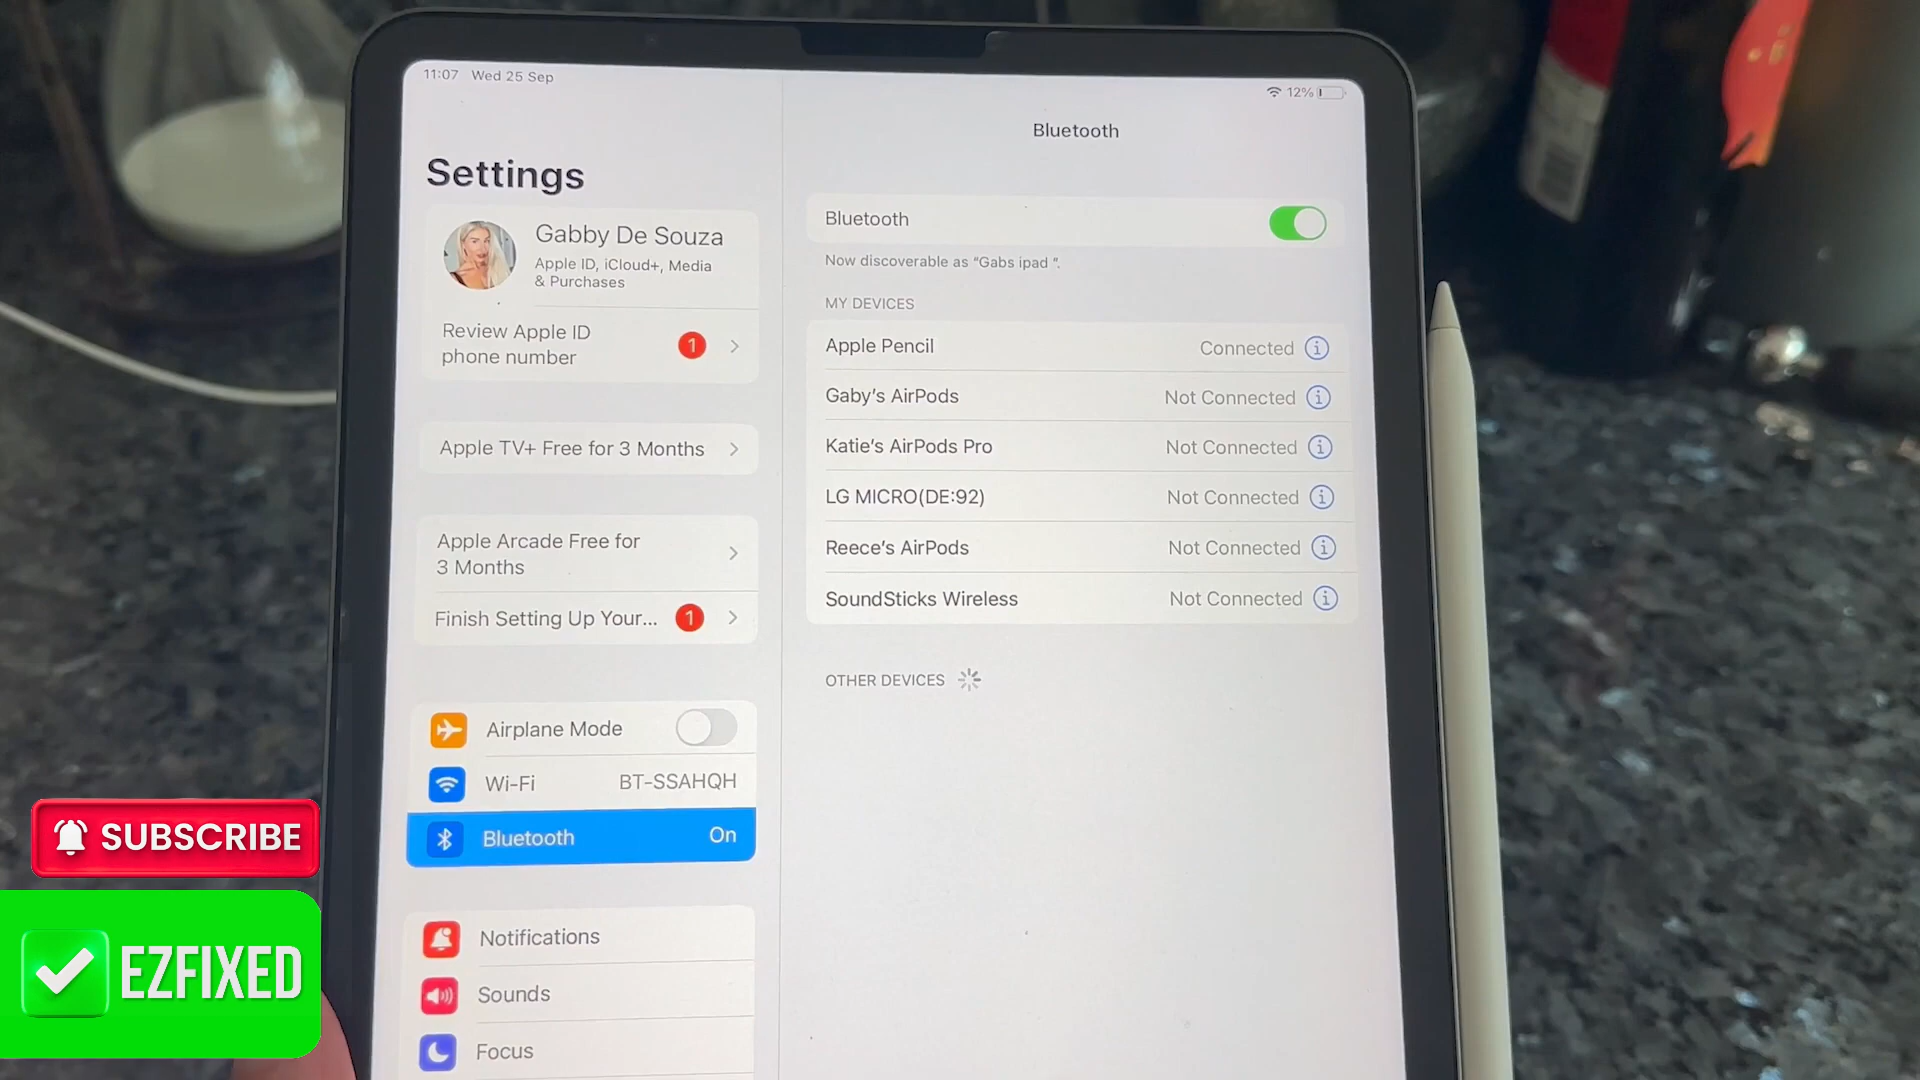 11:07 Wed 25 Sep
12%
Settings
Gabby De Souza
Apple ID, iCloud+, Media
& Purchases
Review Apple ID
phone number
1
Apple TV+ Free for 3 Months
Apple Arcade Free for
3 Months
Finish Setting Up Your...
1
Airplane Mode
Wi-Fi BT-SSAHQH
Bluetooth On
Notifications
Sounds
Focus
Bluetooth
Bluetooth
Now discoverable as “Gabs ipad ”.
MY DEVICES
Apple Pencil Connected
Gaby’s AirPods Not Connected
Katie’s AirPods Pro Not Connected
LG MICRO(DE:92) Not Connected
Reece’s AirPods Not Connected
SoundSticks Wireless Not Connected
OTHER DEVICES
SUBSCRIBE
EZFIXED